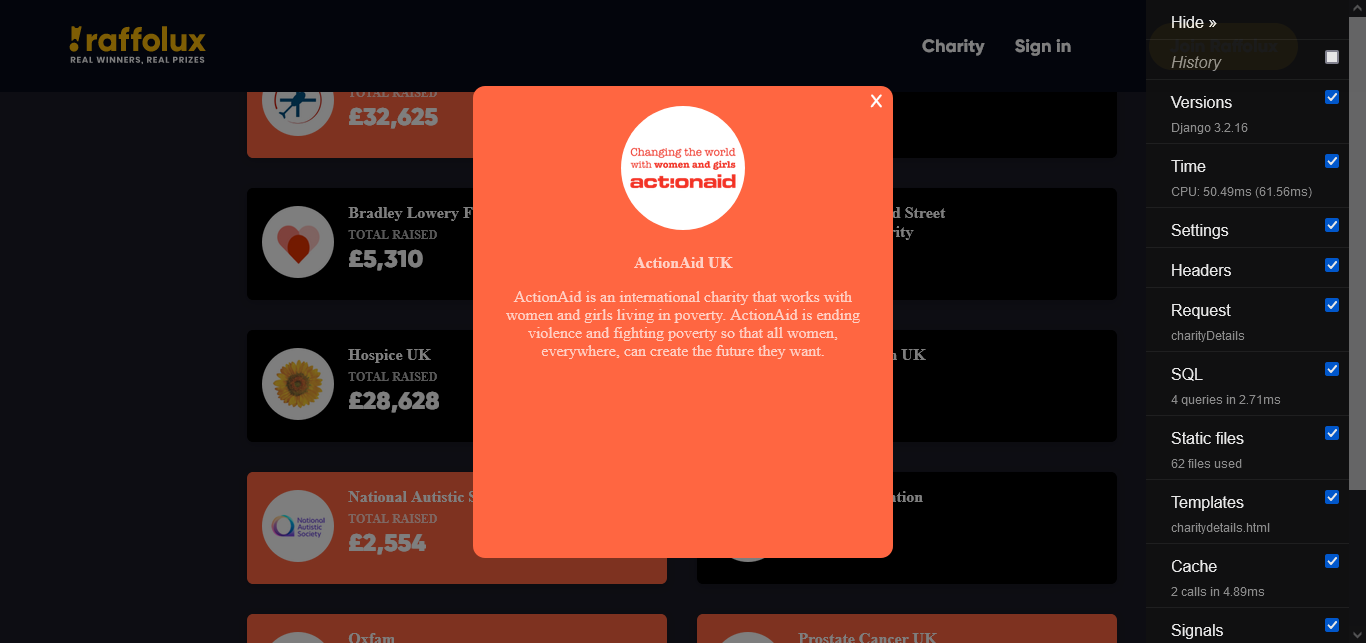 raffolux
REAL WINNERS, REAL PRIZES
Charity
Sign in
TOTAL RAISED
£32,625
Bradley Lowery F
TOTAL RAISED
£5,310
d Street
rity
Hospice UK
TOTAL RAISED
£28,628
n UK
National Autistic
Society
National Autistic S
TOTAL RAISED
£2,554
ation
Oxfam
Prostate Cancer UK
X
Changing the world
with women and girls
act!onaid
ActionAid UK
ActionAid is an international charity that works with
women and girls living in poverty. ActionAid is ending
violence and fighting poverty so that all women,
everywhere, can create the future they want.
Hide »
History
Versions
Django 3.2.16
Time
CPU: 50.49ms (61.56ms)
Settings
Headers
Request
charityDetails
SQL
4 queries in 2.71ms
Static files
62 files used
Templates
charitydetails.html
Cache
2 calls in 4.89ms
Signals